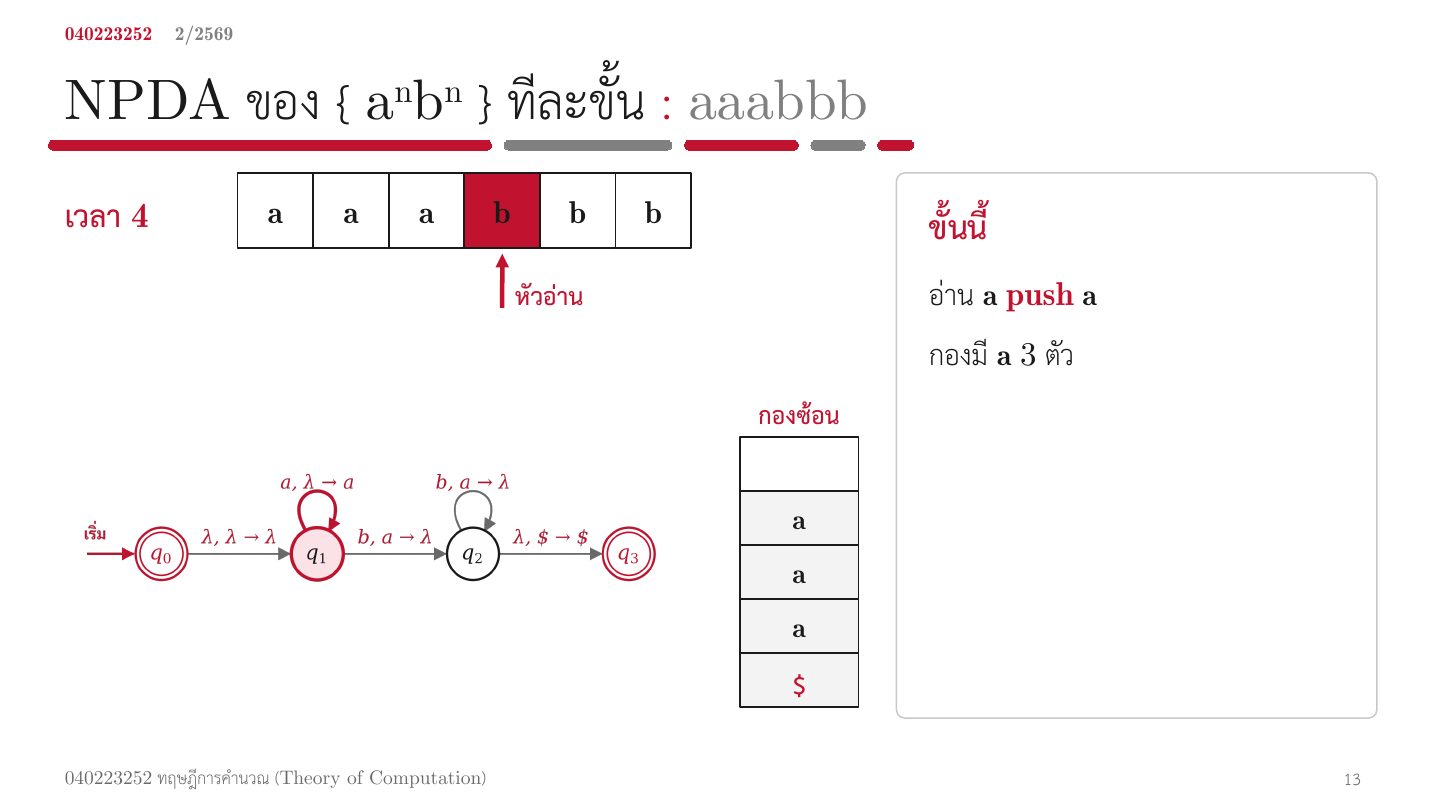 040223252 2/2569
NPDA ของ { aⁿbⁿ } ทีละขั้น : aaabbb
เวลา 4
a a a b b b
หัวอ่าน
ขั้นนี้
อ่าน a push a
กองมี a 3 ตัว
กองซ้อน
a
a
a
$
a, λ → a
b, a → λ
เริ่ม
q₀
λ, λ → λ
q₁
b, a → λ
q₂
λ, $ → $
q₃
040223252 ทฤษฎีการคำนวณ (Theory of Computation)
13